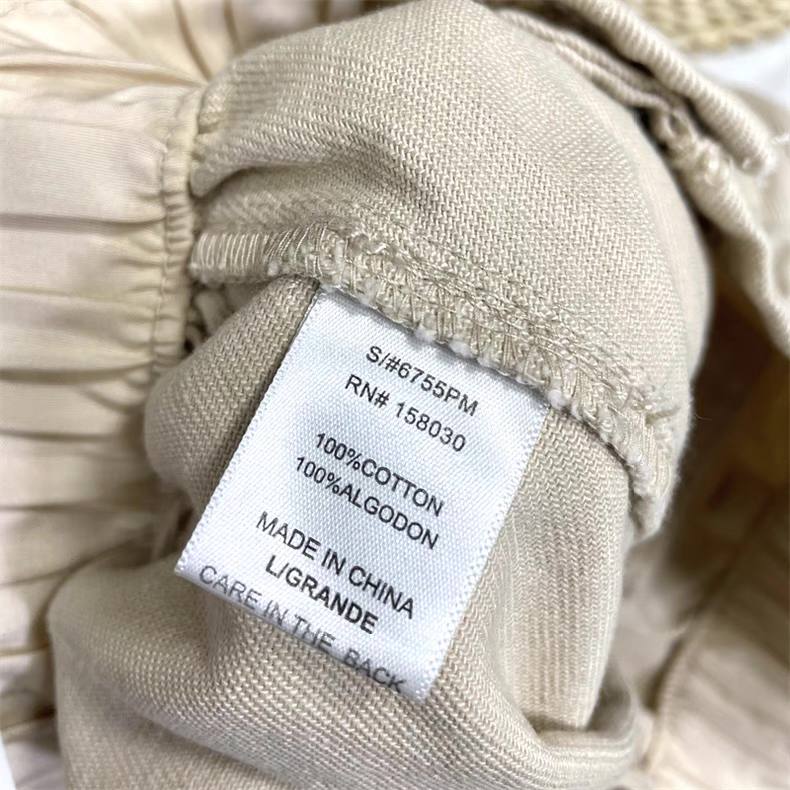 S/#6755PM
RN# 158030
100%COTTON
100%ALGODON
MADE IN CHINA
L/GRANDE
CARE IN THE BACK